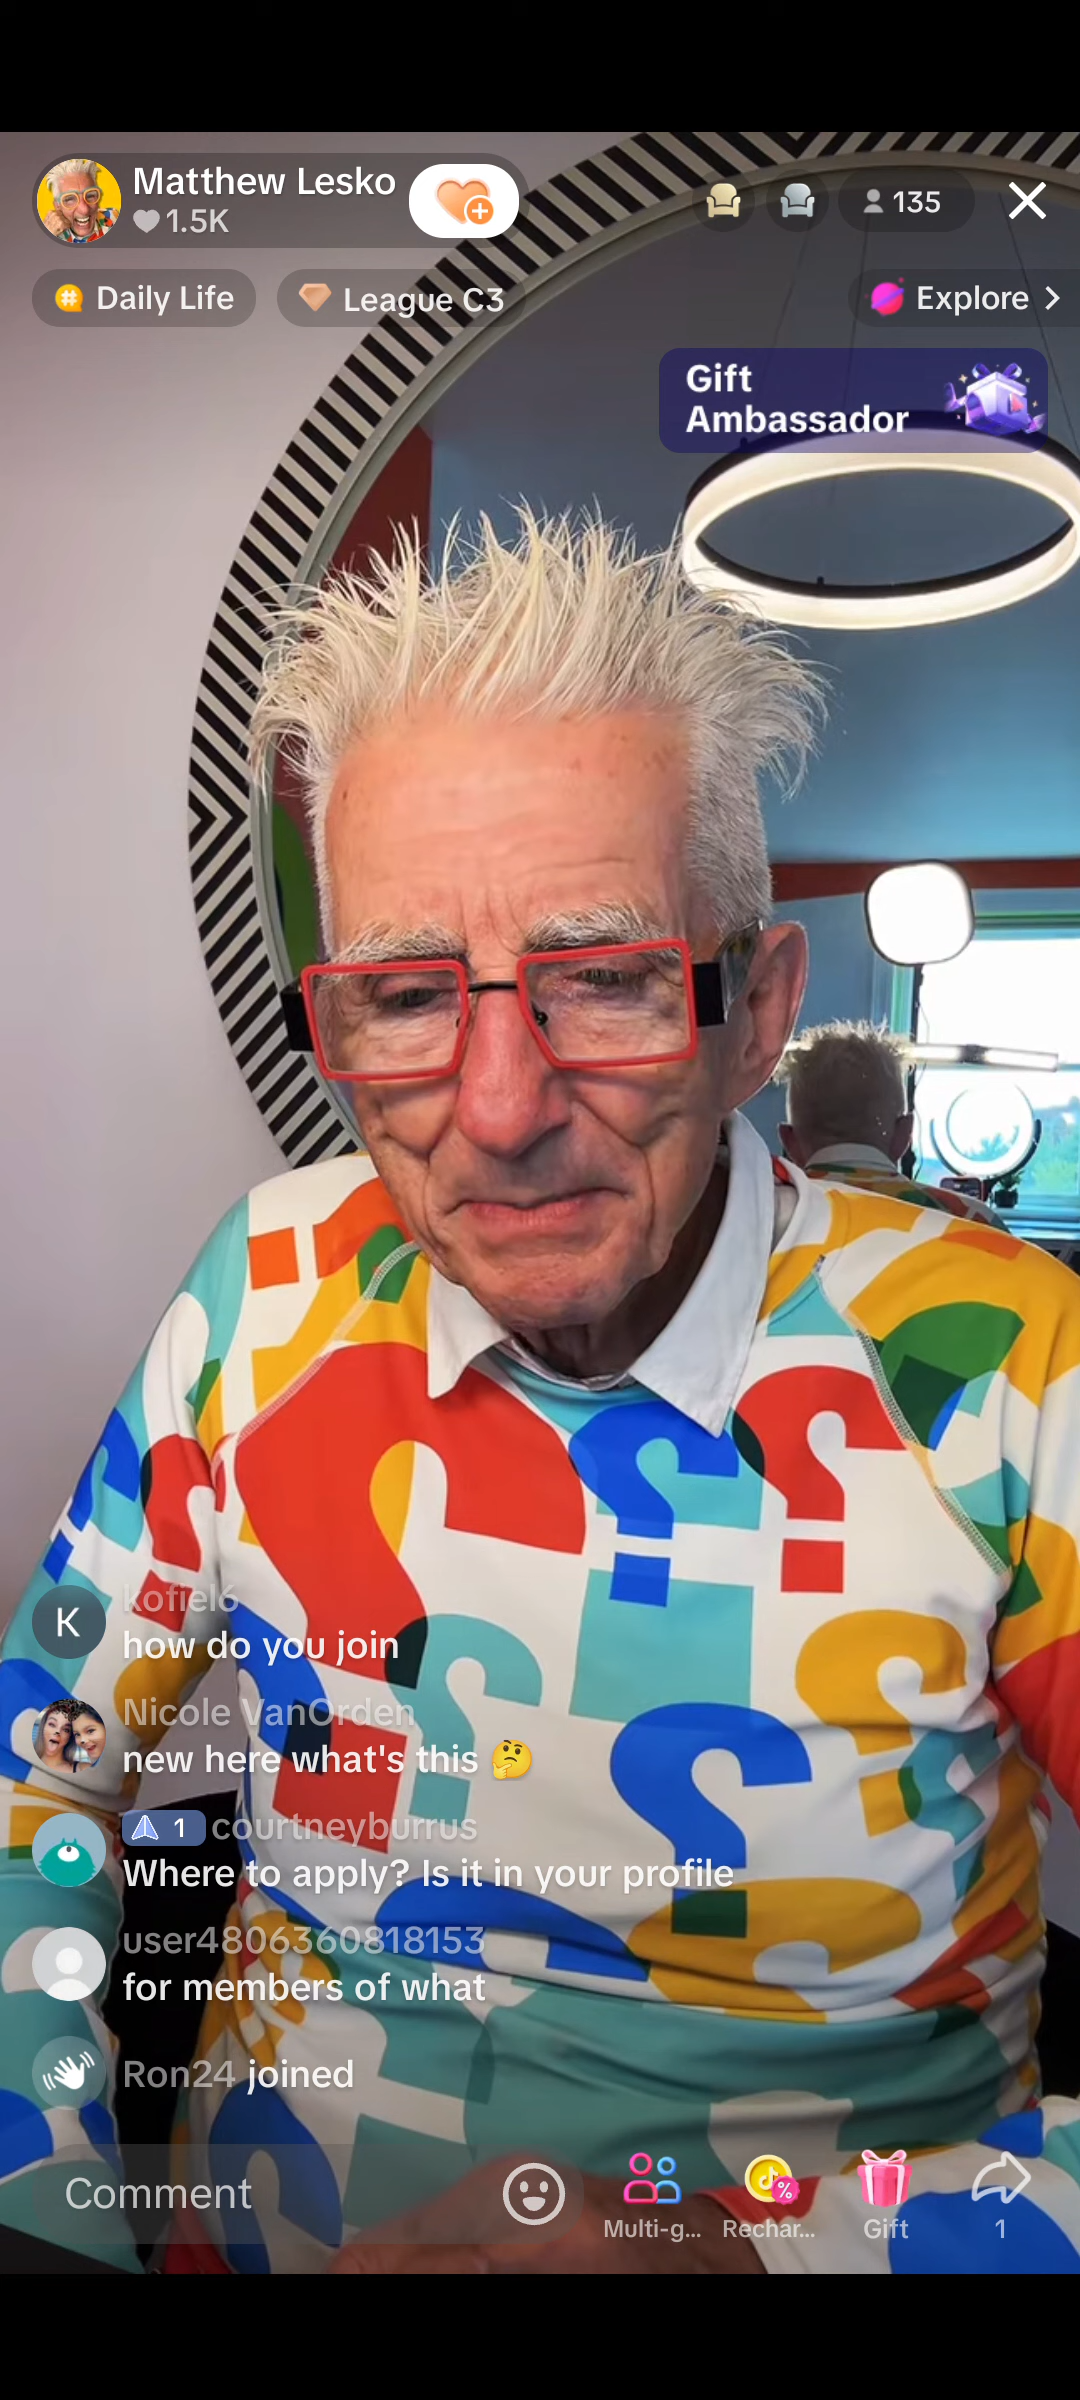 Matthew Lesko
1.5K
135
Daily Life
League C3
Explore
Gift
Ambassador
K
kofiel6
how do you join
Nicole VanOrden
new here what's this 🤔
1 courtneyburrus
Where to apply? Is it in your profile
user4806360818153
for members of what
Ron24 joined
Comment
Multi-g...
Rechar...
Gift
1